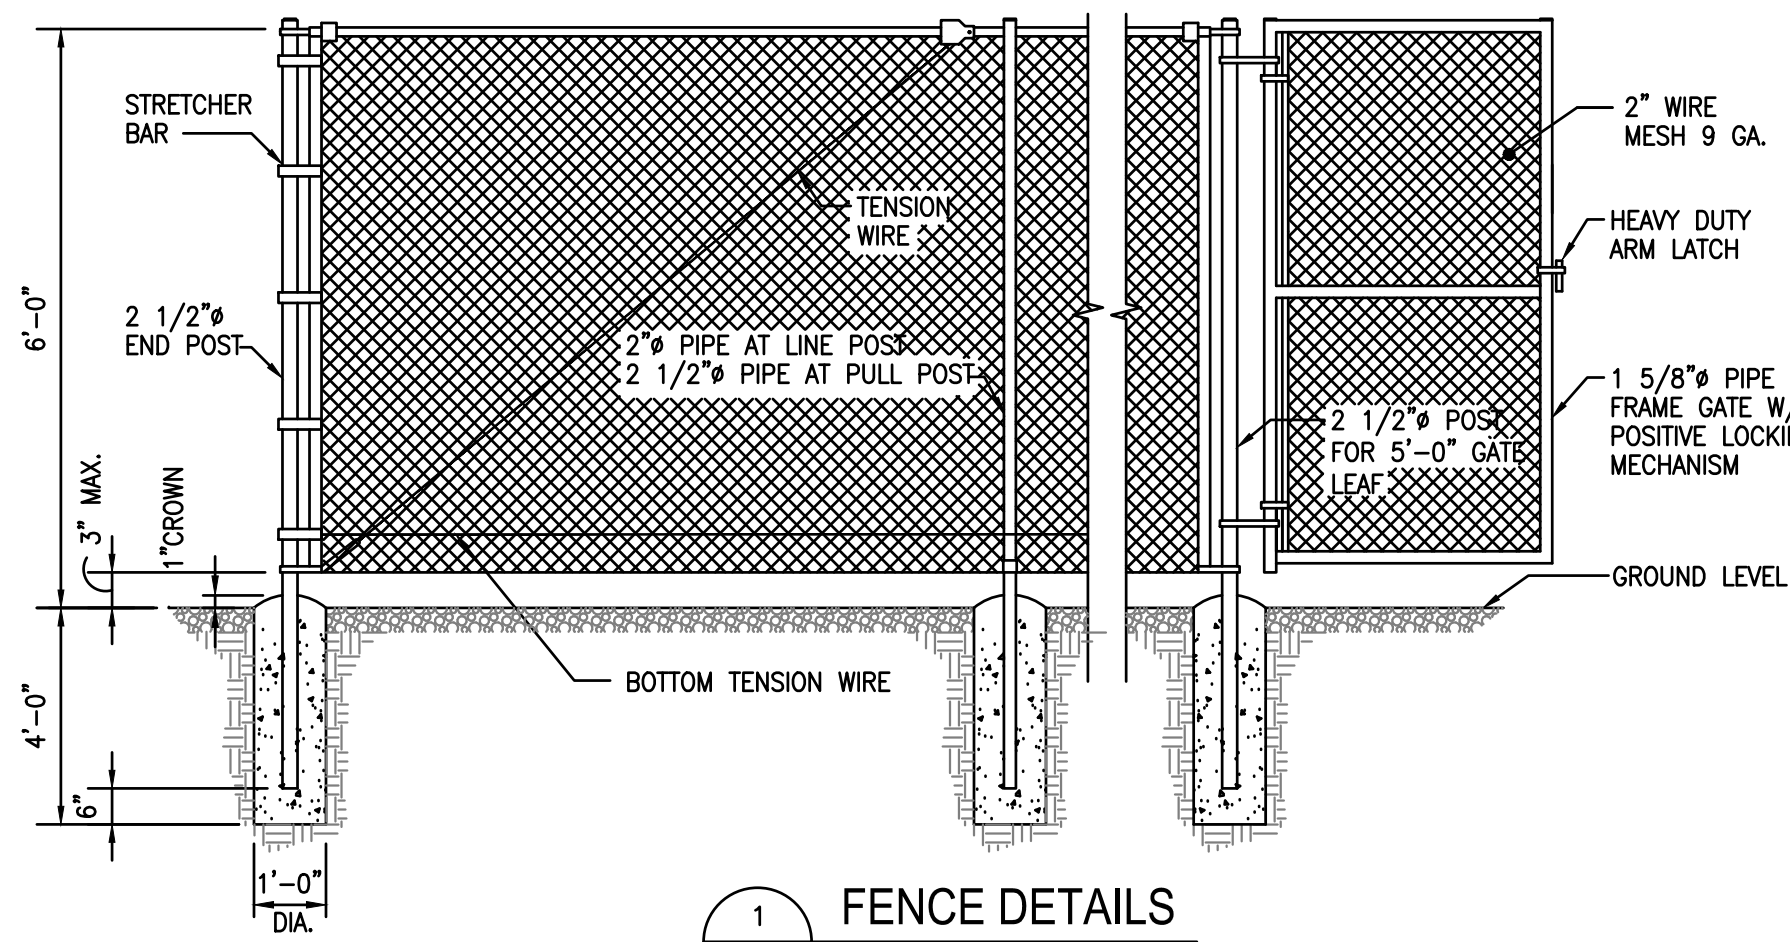 STRETCHER
BAR
2" WIRE
MESH 9 GA.
TENSION
WIRE
HEAVY DUTY
ARM LATCH
6'-0"
2 1/2"ø
END POST
2"ø PIPE AT LINE POST
2 1/2"ø PIPE AT PULL POST
1 5/8"ø PIPE
FRAME GATE W/
POSITIVE LOCKI
MECHANISM
2 1/2"ø POST
FOR 5'-0" GATE
LEAF
3" MAX.
1"CROWN
GROUND LEVEL
BOTTOM TENSION WIRE
4'-0"
6"
1'-0"
DIA.
1
FENCE DETAILS